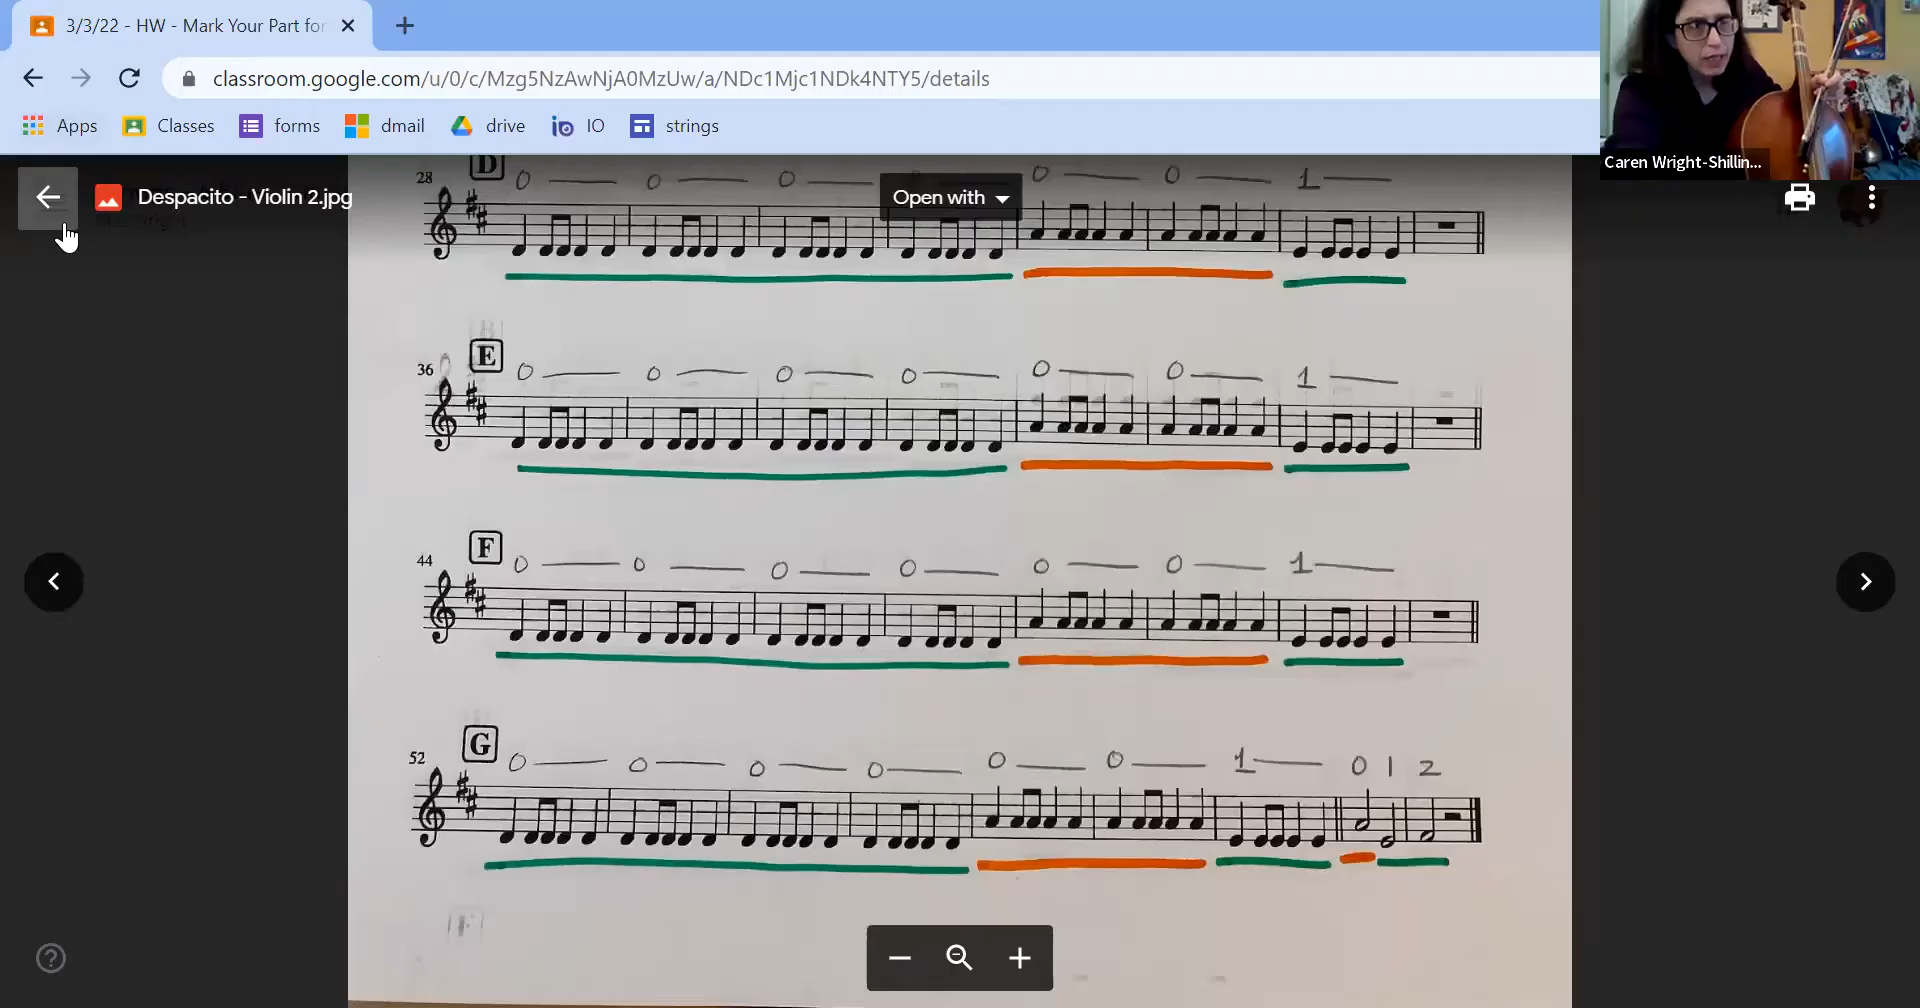 3/3/22 - HW - Mark Your Part for
classroom.google.com/u/0/c/Mzg5NzAwNjA0MzUw/a/NDc1Mjc1NDk4NTY5/details
Apps Classes forms dmail drive IO strings
Caren Wright-Shillin...
Despacito - Violin 2.jpg
Open with
D
28
0 0 0 0 0 0 1
E
36
0 0 0 0 0 0 1
F
44
0 0 0 0 0 0 1
G
52
0 0 0 0 0 0 1 0 1 2